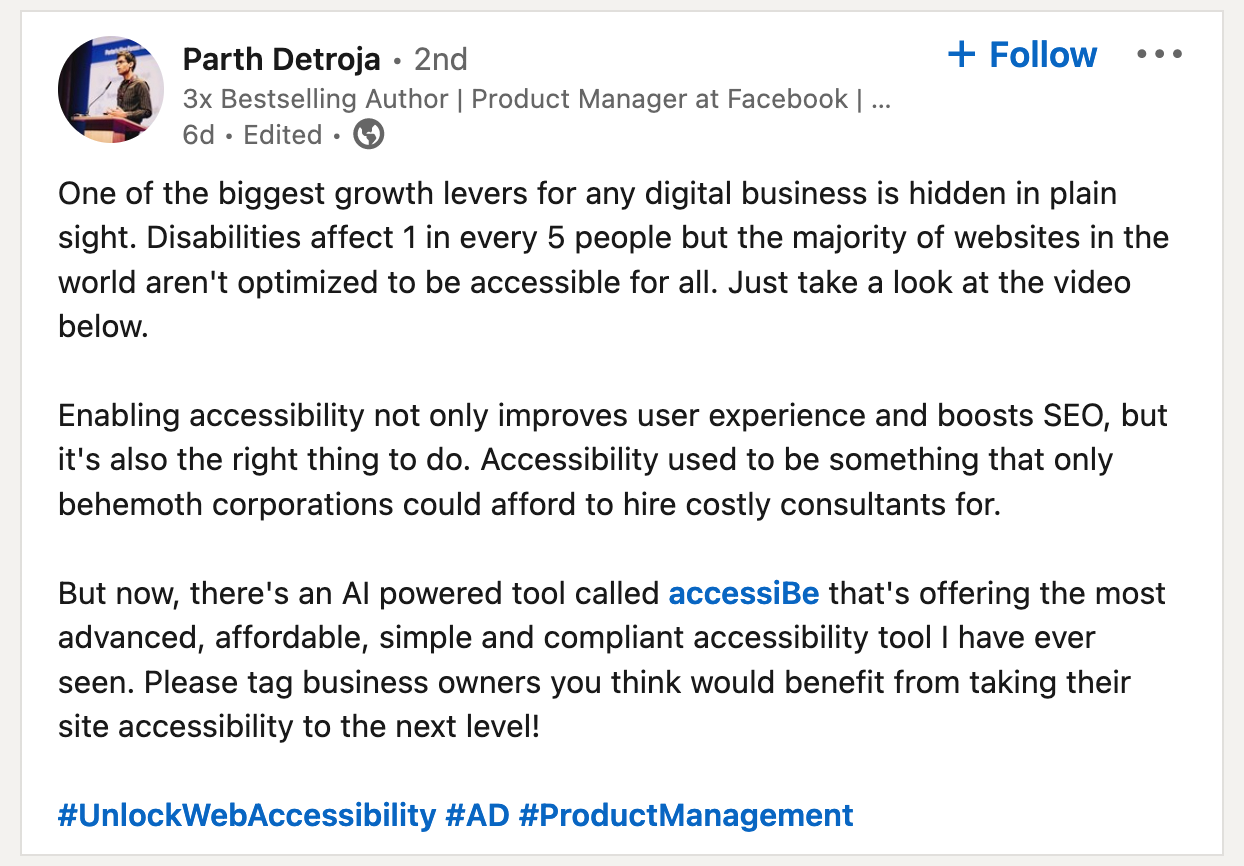 Parth Detroja • 2nd
+ Follow •••
3x Bestselling Author | Product Manager at Facebook | ...
6d • Edited •
One of the biggest growth levers for any digital business is hidden in plain
sight. Disabilities affect 1 in every 5 people but the majority of websites in the
world aren't optimized to be accessible for all. Just take a look at the video
below.
Enabling accessibility not only improves user experience and boosts SEO, but
it's also the right thing to do. Accessibility used to be something that only
behemoth corporations could afford to hire costly consultants for.
But now, there's an AI powered tool called accessiBe that's offering the most
advanced, affordable, simple and compliant accessibility tool I have ever
seen. Please tag business owners you think would benefit from taking their
site accessibility to the next level!
#UnlockWebAccessibility #AD #ProductManagement